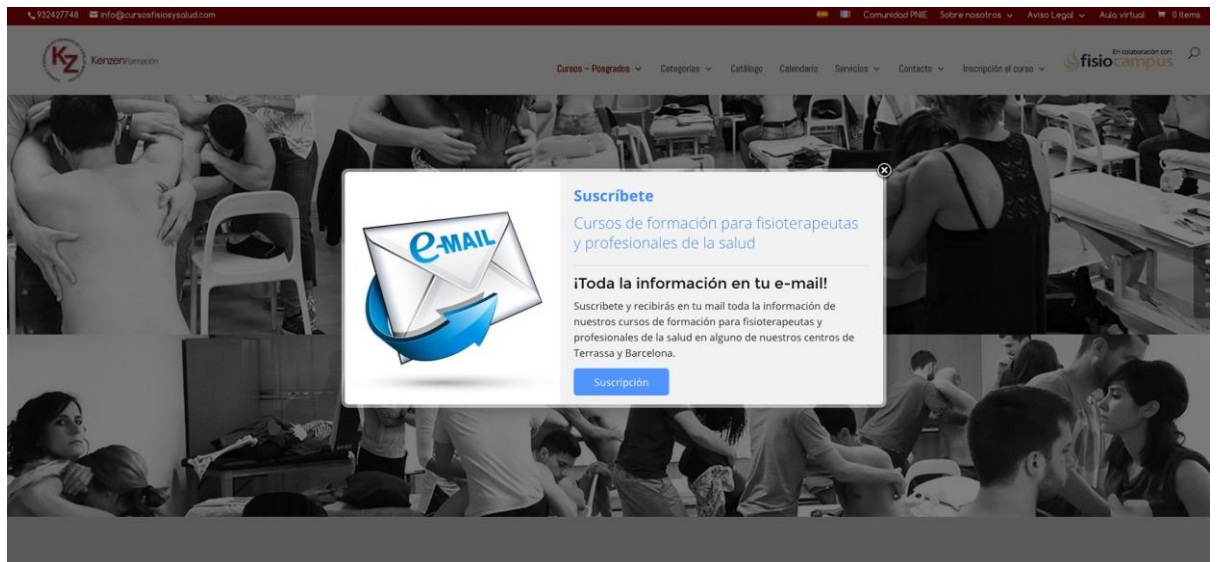 932427748 info@cursosfisiosysalud.com Comunidad PNIE Sobre nosotros Aviso Legal Aula virtual 0 Items
KZ KenzenFormación
Cursos – Posgrados Categorías Catálogo Calendario Servicios Contacto Inscripción al curso
En colaboración con:
fisiocampus
Suscríbete
Cursos de formación para fisioterapeutas
y profesionales de la salud
e-MAIL
¡Toda la información en tu e-mail!
Suscribete y recibirás en tu mail toda la información de
nuestros cursos de formación para fisioterapeutas y
profesionales de la salud en alguno de nuestros centros de
Terrassa y Barcelona.
Suscripción